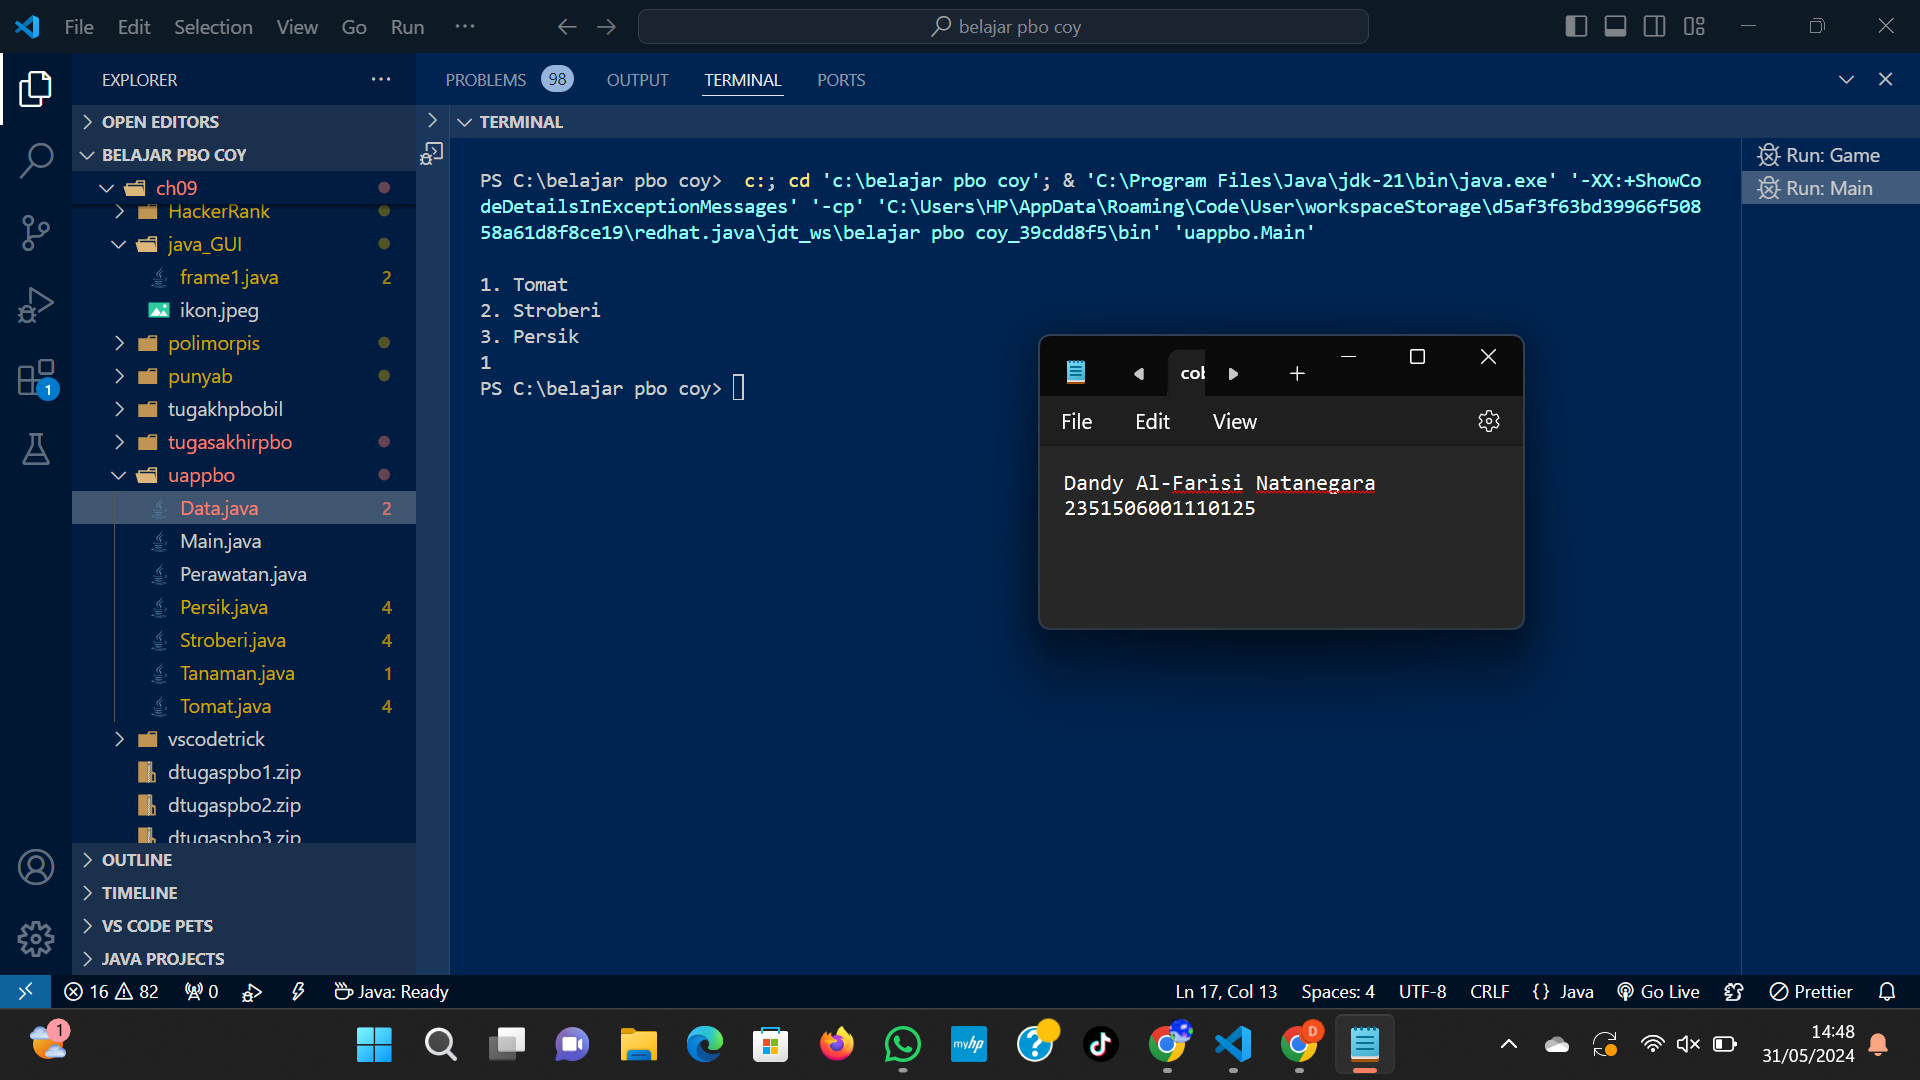 File Edit Selection View Go Run ···
belajar pbo coy
EXPLORER
PROBLEMS 98 OUTPUT TERMINAL PORTS
OPEN EDITORS
BELAJAR PBO COY
ch09
HackerRank
java_GUI
frame1.java 2
ikon.jpeg
polimorpis
punyab
tugakhpbobil
tugasakhirpbo
uappbo
Data.java 2
Main.java
Perawatan.java
Persik.java 4
Stroberi.java 4
Tanaman.java 1
Tomat.java 4
vscodetrick
dtugaspbo1.zip
dtugaspbo2.zip
dtugaspbo3.zip
OUTLINE
TIMELINE
VS CODE PETS
JAVA PROJECTS
1
TERMINAL
PS C:\belajar pbo coy>  c:; cd 'c:\belajar pbo coy'; & 'C:\Program Files\Java\jdk-21\bin\java.exe' '-XX:+ShowCo
deDetailsInExceptionMessages' '-cp' 'C:\Users\HP\AppData\Roaming\Code\User\workspaceStorage\d5af3f63bd39966f508
58a61d8f8ce19\redhat.java\jdt_ws\belajar pbo coy_39cdd8f5\bin' 'uappbo.Main'
1. Tomat
2. Stroberi
3. Persik
1
PS C:\belajar pbo coy>
Run: Game
Run: Main
cob
File Edit View
Dandy Al-Farisi Natanegara
2351506001110125
16 82 0 Java: Ready Ln 17, Col 13 Spaces: 4 UTF-8 CRLF {} Java Go Live Prettier
1
myhp
D
14:48
31/05/2024